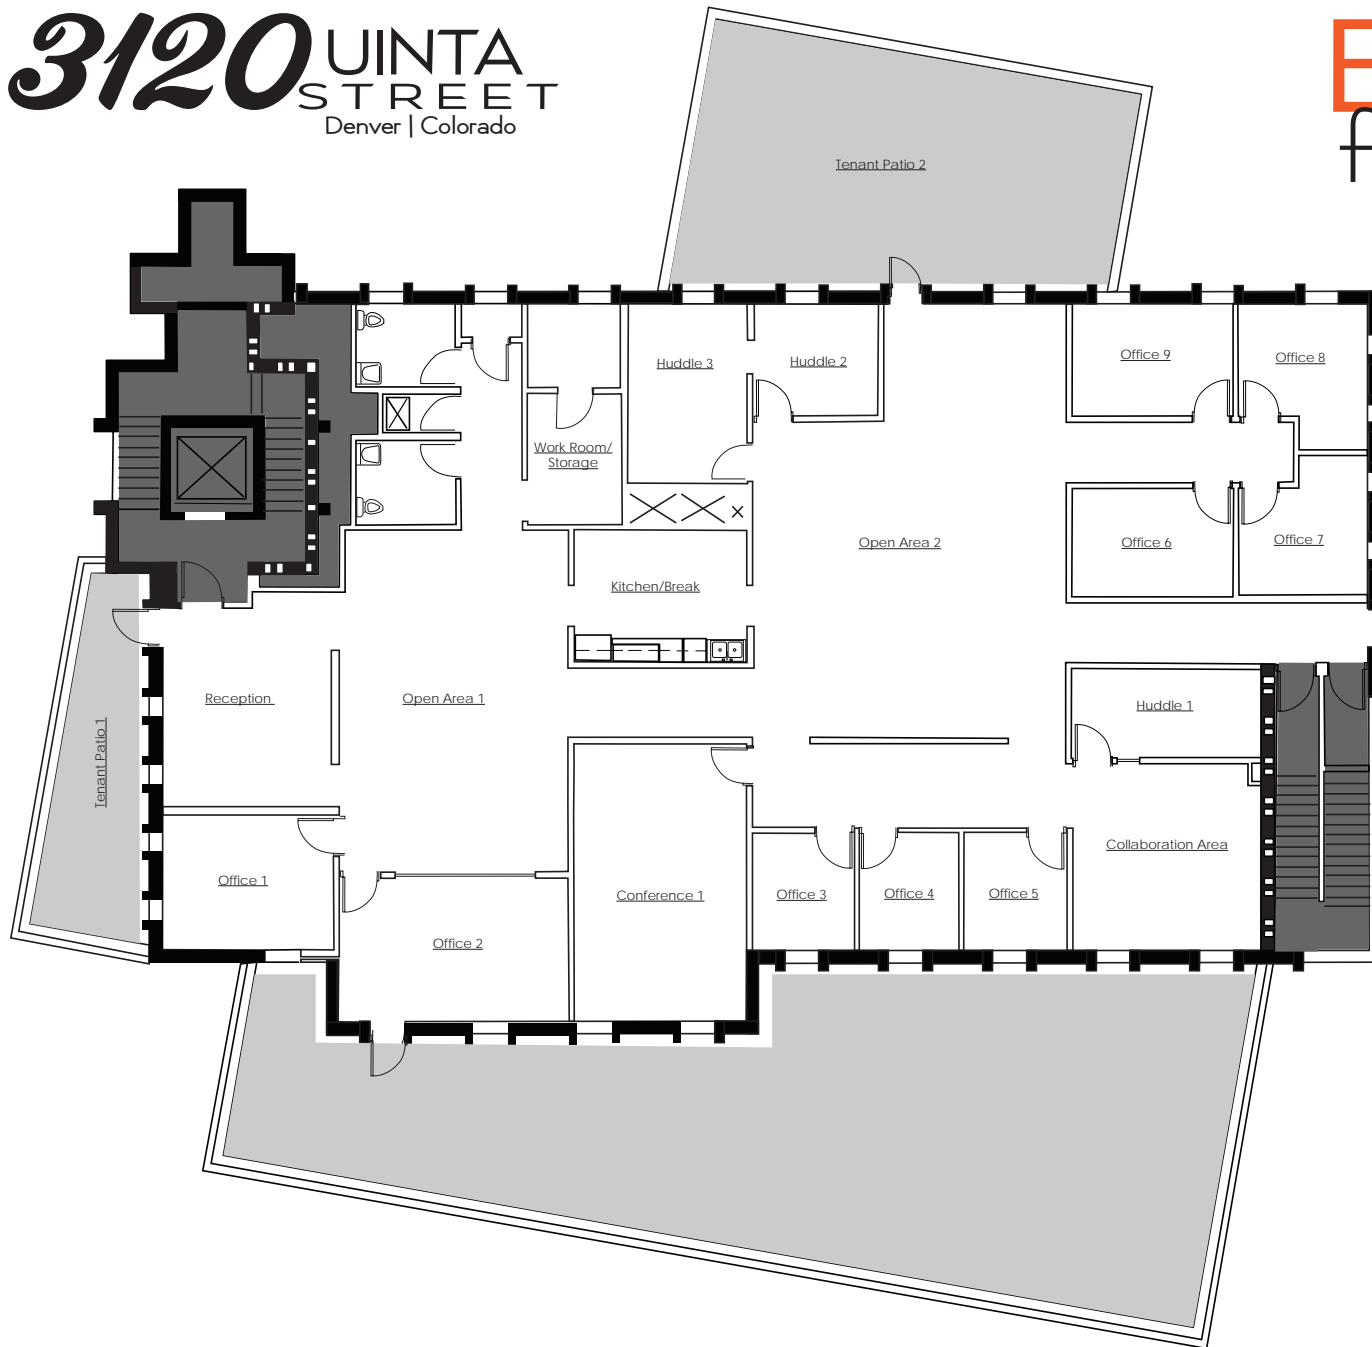 3120 UINTA
STREET
Denver | Colorado
E
f
Tenant Patio 2
Huddle 3
Huddle 2
Office 9
Office 8
Work Room/
Storage
Open Area 2
Office 6
Office 7
Kitchen/Break
Reception
Open Area 1
Huddle 1
Tenant Patio 1
Collaboration Area
Office 1
Conference 1
Office 3
Office 4
Office 5
Office 2